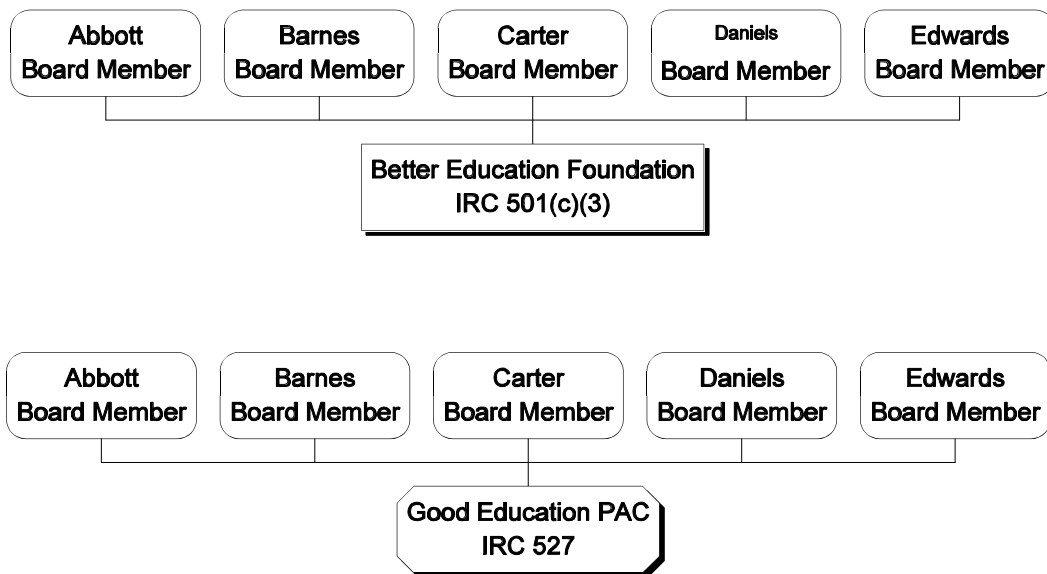 Abbott
Board Member
Barnes
Board Member
Carter
Board Member
Daniels
Board Member
Edwards
Board Member
Better Education Foundation
IRC 501(c)(3)
Abbott
Board Member
Barnes
Board Member
Carter
Board Member
Daniels
Board Member
Edwards
Board Member
Good Education PAC
IRC 527